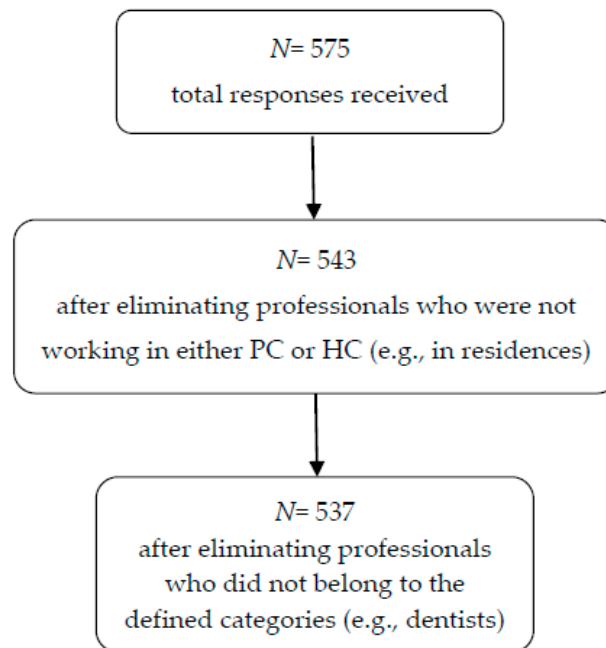 N= 575
total responses received
N= 543
after eliminating professionals who were not
working in either PC or HC (e.g., in residences)
N= 537
after eliminating professionals
who did not belong to the
defined categories (e.g., dentists)